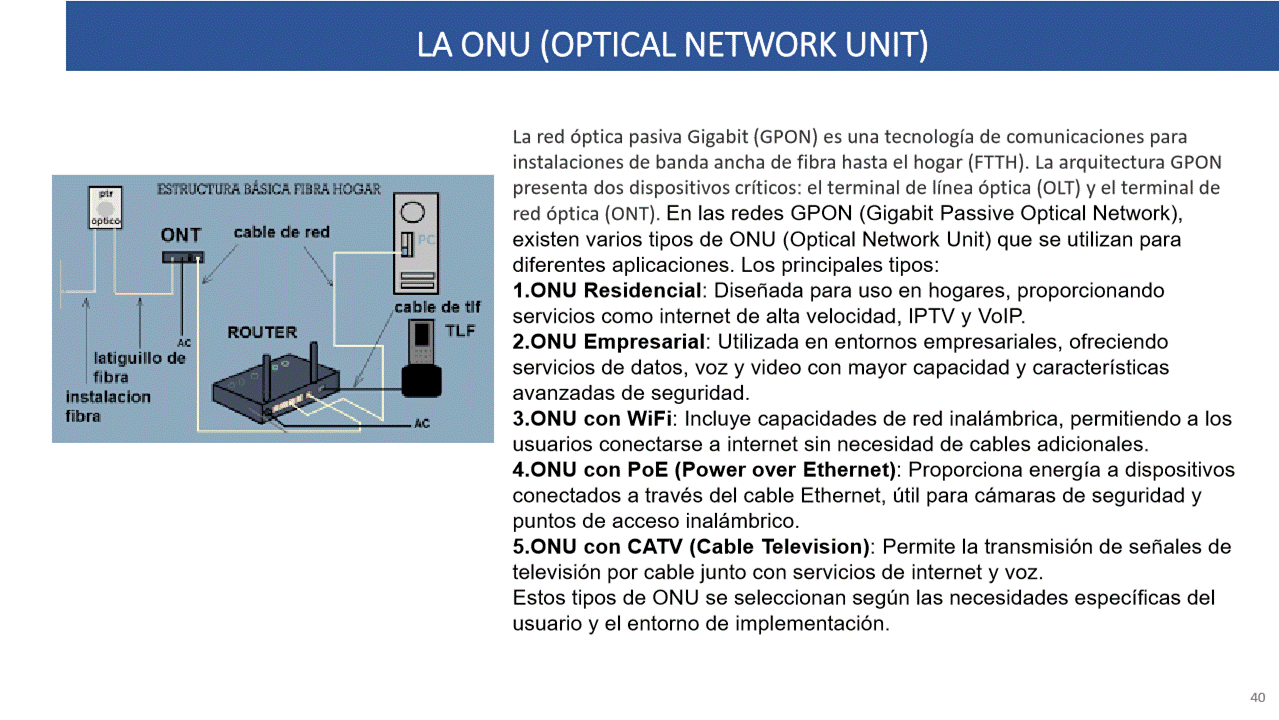 LA ONU (OPTICAL NETWORK UNIT)
ESTRUCTURA BÁSICA FIBRA HOGAR
ptr
óptico
ONT
cable de red
PC
cable de tlf
TLF
ROUTER
AC
latiguillo de
fibra
instalacion
fibra
AC
La red óptica pasiva Gigabit (GPON) es una tecnología de comunicaciones para
instalaciones de banda ancha de fibra hasta el hogar (FTTH). La arquitectura GPON
presenta dos dispositivos críticos: el terminal de línea óptica (OLT) y el terminal de
red óptica (ONT). En las redes GPON (Gigabit Passive Optical Network),
existen varios tipos de ONU (Optical Network Unit) que se utilizan para
diferentes aplicaciones. Los principales tipos:
1.ONU Residencial: Diseñada para uso en hogares, proporcionando
servicios como internet de alta velocidad, IPTV y VoIP.
2.ONU Empresarial: Utilizada en entornos empresariales, ofreciendo
servicios de datos, voz y video con mayor capacidad y características
avanzadas de seguridad.
3.ONU con WiFi: Incluye capacidades de red inalámbrica, permitiendo a los
usuarios conectarse a internet sin necesidad de cables adicionales.
4.ONU con PoE (Power over Ethernet): Proporciona energía a dispositivos
conectados a través del cable Ethernet, útil para cámaras de seguridad y
puntos de acceso inalámbrico.
5.ONU con CATV (Cable Television): Permite la transmisión de señales de
televisión por cable junto con servicios de internet y voz.
Estos tipos de ONU se seleccionan según las necesidades específicas del
usuario y el entorno de implementación.
40